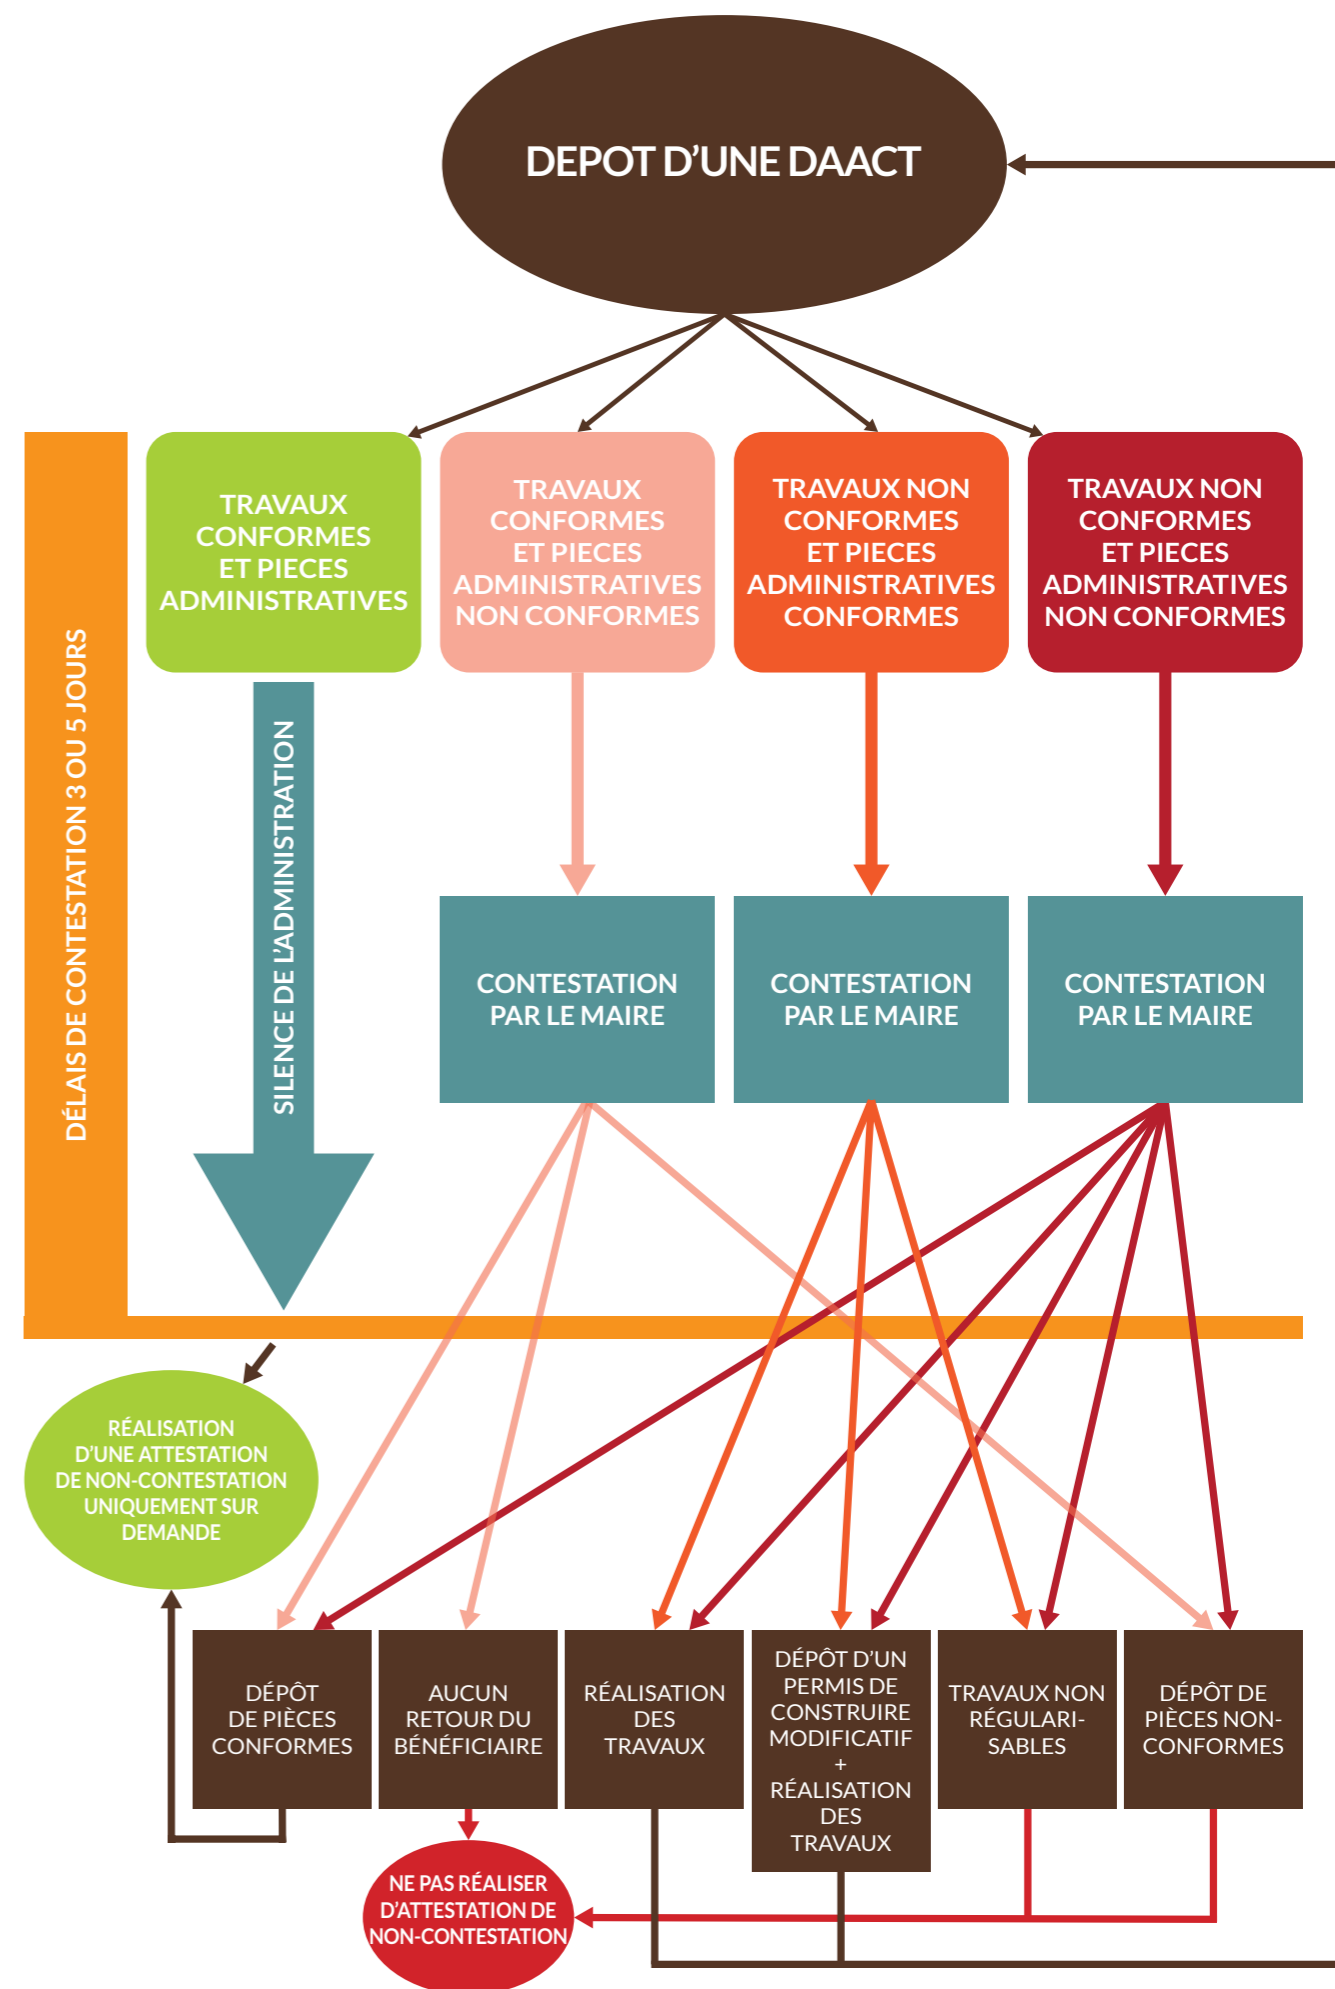 DEPOT D'UNE DAACT
TRAVAUX
CONFORMES
ET PIECES
ADMINISTRATIVES
TRAVAUX
CONFORMES
ET PIECES
ADMINISTRATIVES
NON CONFORMES
TRAVAUX NON
CONFORMES
ET PIECES
ADMINISTRATIVES
CONFORMES
TRAVAUX NON
CONFORMES
ET PIECES
ADMINISTRATIVES
NON CONFORMES
DÉLAIS DE CONTESTATION 3 OU 5 JOURS
SILENCE DE L'ADMINISTRATION
CONTESTATION
PAR LE MAIRE
CONTESTATION
PAR LE MAIRE
CONTESTATION
PAR LE MAIRE
RÉALISATION
D'UNE ATTESTATION
DE NON-CONTESTATION
UNIQUEMENT SUR
DEMANDE
DÉPÔT
DE PIÈCES
CONFORMES
AUCUN
RETOUR DU
BÉNÉFICIAIRE
RÉALISATION
DES
TRAVAUX
DÉPÔT D'UN
PERMIS DE
CONSTRUIRE
MODIFICATIF
+
RÉALISATION
DES
TRAVAUX
TRAVAUX NON
RÉGULARI-
SABLES
DÉPÔT DE
PIÈCES NON-
CONFORMES
NE PAS RÉALISER
D'ATTESTATION DE
NON-CONTESTATION